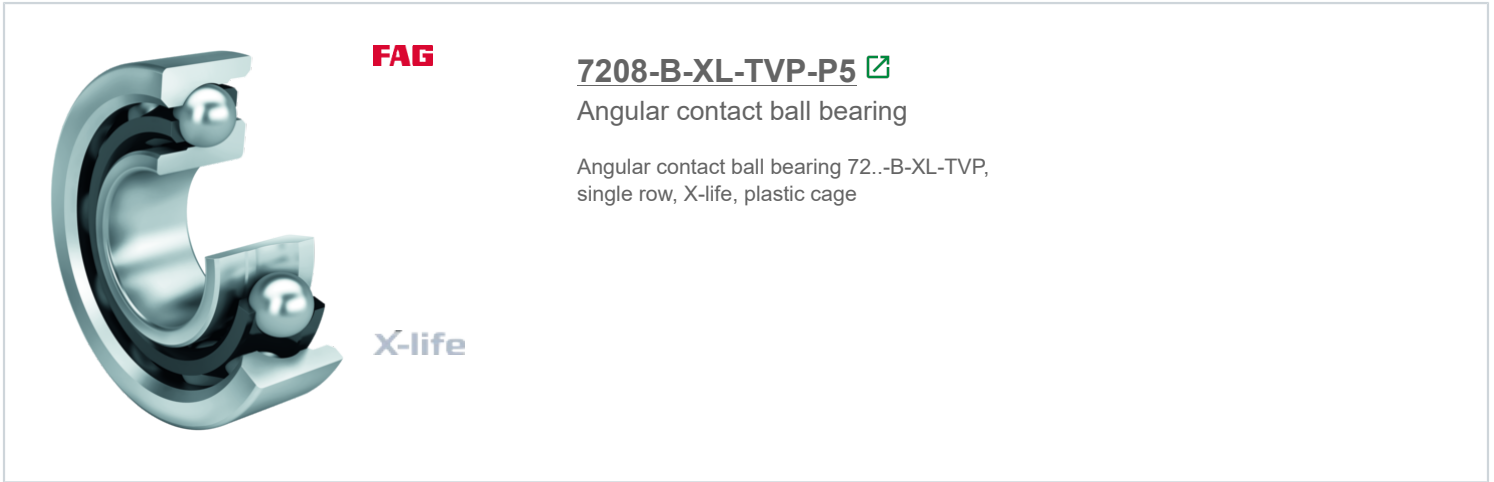 FAG
7208-B-XL-TVP-P5
Angular contact ball bearing
Angular contact ball bearing 72..-B-XL-TVP,
single row, X-life, plastic cage
X-life